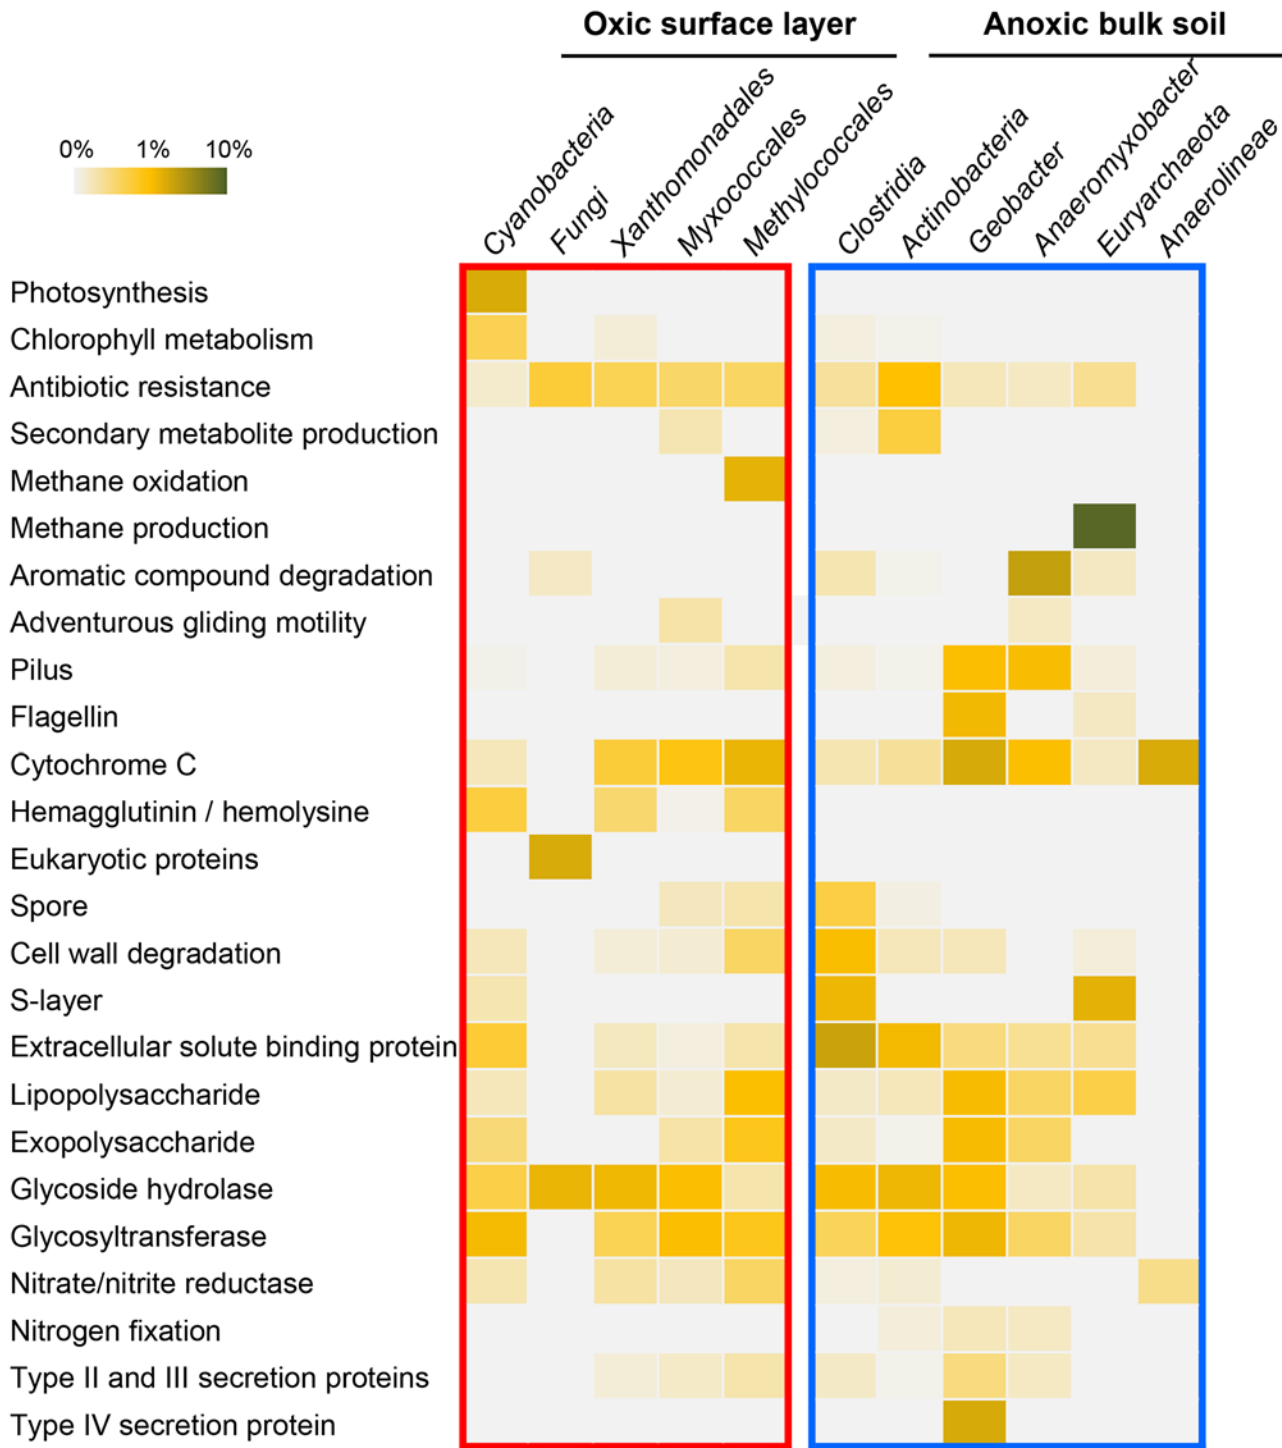 Oxic surface layer
Anoxic bulk soil
0% 1% 10%
Cyanobacteria
Fungi
Xanthomonadales
Myxococcales
Methylococcales
Clostridia
Actinobacteria
Geobacter
Anaeromyxobacter
Euryarchaeota
Anaerolineae
Photosynthesis
Chlorophyll metabolism
Antibiotic resistance
Secondary metabolite production
Methane oxidation
Methane production
Aromatic compound degradation
Adventurous gliding motility
Pilus
Flagellin
Cytochrome C
Hemagglutinin / hemolysine
Eukaryotic proteins
Spore
Cell wall degradation
S-layer
Extracellular solute binding protein
Lipopolysaccharide
Exopolysaccharide
Glycoside hydrolase
Glycosyltransferase
Nitrate/nitrite reductase
Nitrogen fixation
Type II and III secretion proteins
Type IV secretion protein